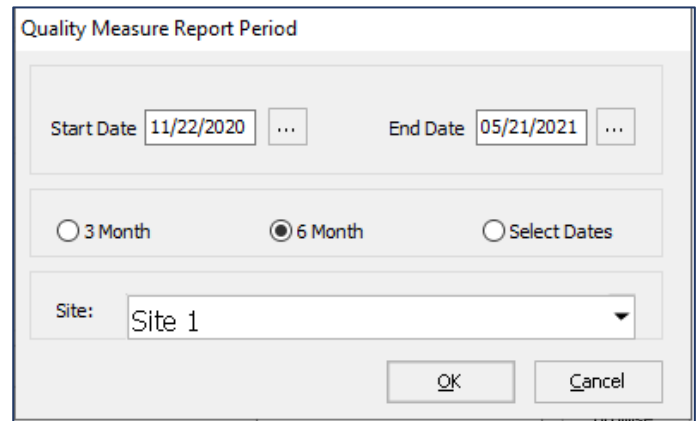 Quality Measure Report Period
Start Date 11/22/2020 ... End Date 05/21/2021 ...
3 Month 6 Month Select Dates
Site: Site 1
OK Cancel